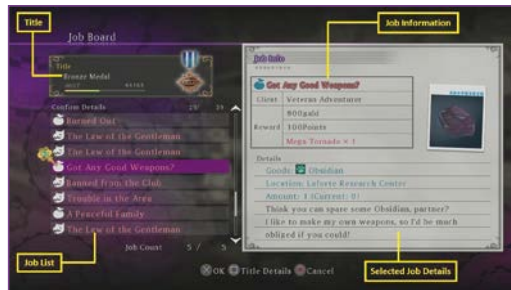 Title
Job Information
Job Board
Title
Bronze Medal
Job Info
Got Any Good Weapons?
Client Veteran Adventurer
800gald
Reward 100Points
Mega Tornado × 1
Confirm Details
Burned Out
The Law of the Gentleman
The Law of the Gentleman
Got Any Good Weapons?
Banned from the Club
Trouble in the Area
A Peaceful Family
The Law of the Gentleman
Details
Goods: Obsidian
Location: Laforte Research Center
Amount: 1 (Current: 0)
Think you can spare some Obsidian, partner?
I like to make my own weapons, so I'd be much
obliged if you could!
Job List
Job Count 5 / 5
Selected Job Details
OK Title Details Cancel